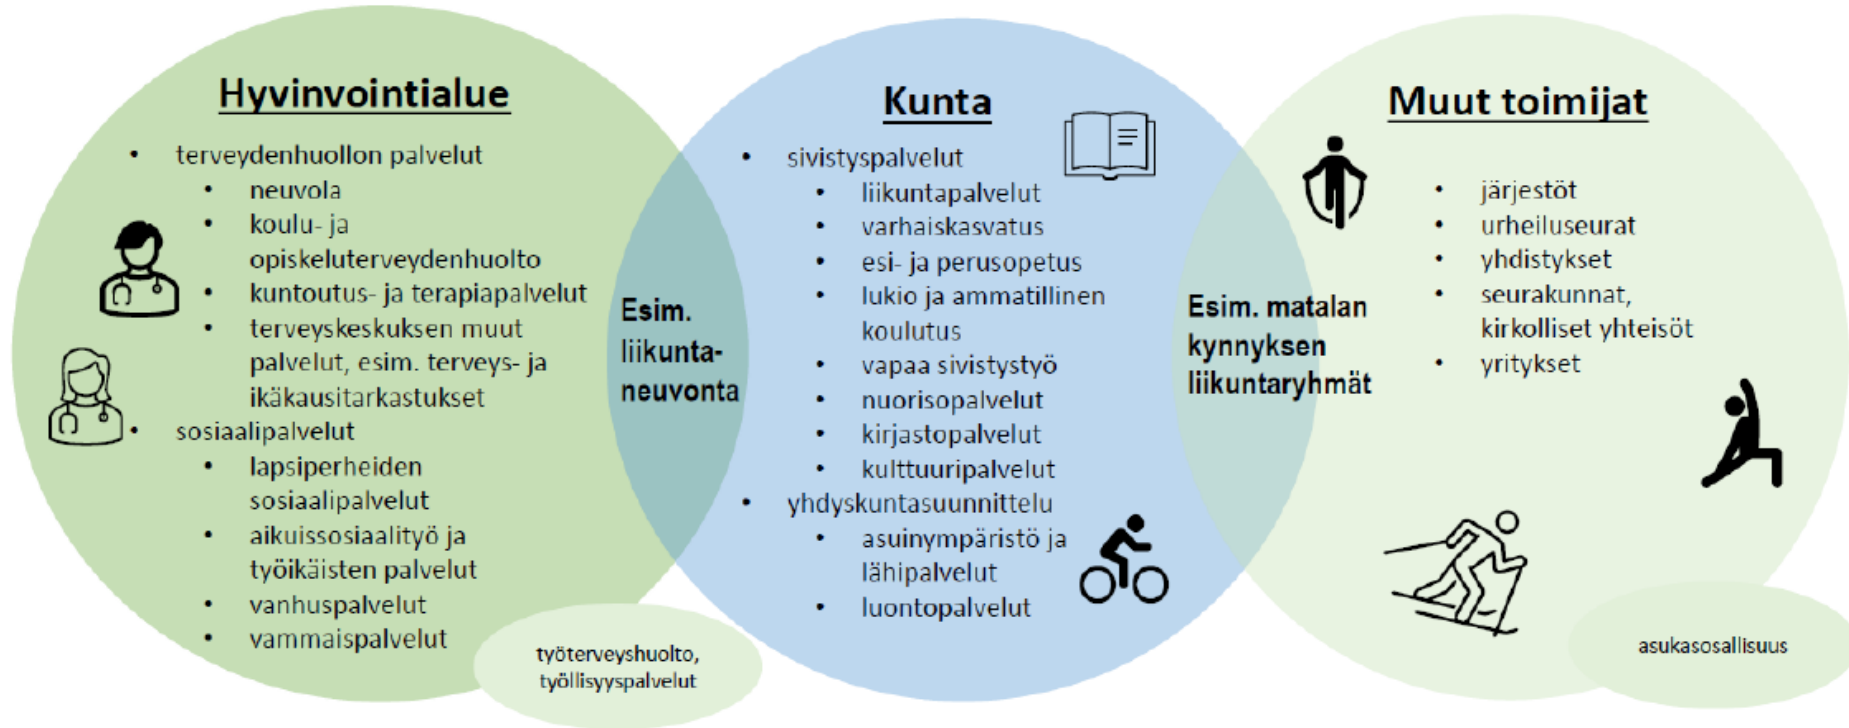 Hyvinvointialue
• terveydenhuollon palvelut
• neuvola
• koulu- ja
opiskeluterveydenhuolto
• kuntoutus- ja terapiapalvelut
• terveyskeskuksen muut
palvelut, esim. terveys- ja
ikäkausitarkastukset
• sosiaalipalvelut
• lapsiperheiden
sosiaalipalvelut
• aikuissosiaalityö ja
työikäisten palvelut
• vanhuspalvelut
• vammaispalvelut
Esim.
liikunta-
neuvonta
työterveyshuolto,
työllisyyspalvelut
Kunta
• sivistyspalvelut
• liikuntapalvelut
• varhaiskasvatus
• esi- ja perusopetus
• lukio ja ammatillinen
koulutus
• vapaa sivistystyö
• nuorisopalvelut
• kirjastopalvelut
• kulttuuripalvelut
• yhdyskuntasuunnittelu
• asuinympäristö ja
lähipalvelut
• luontopalvelut
Esim. matalan
kynnyksen
liikuntaryhmät
Muut toimijat
• järjestöt
• urheiluseurat
• yhdistykset
• seurakunnat,
kirkolliset yhteisöt
• yritykset
asukasosallisuus